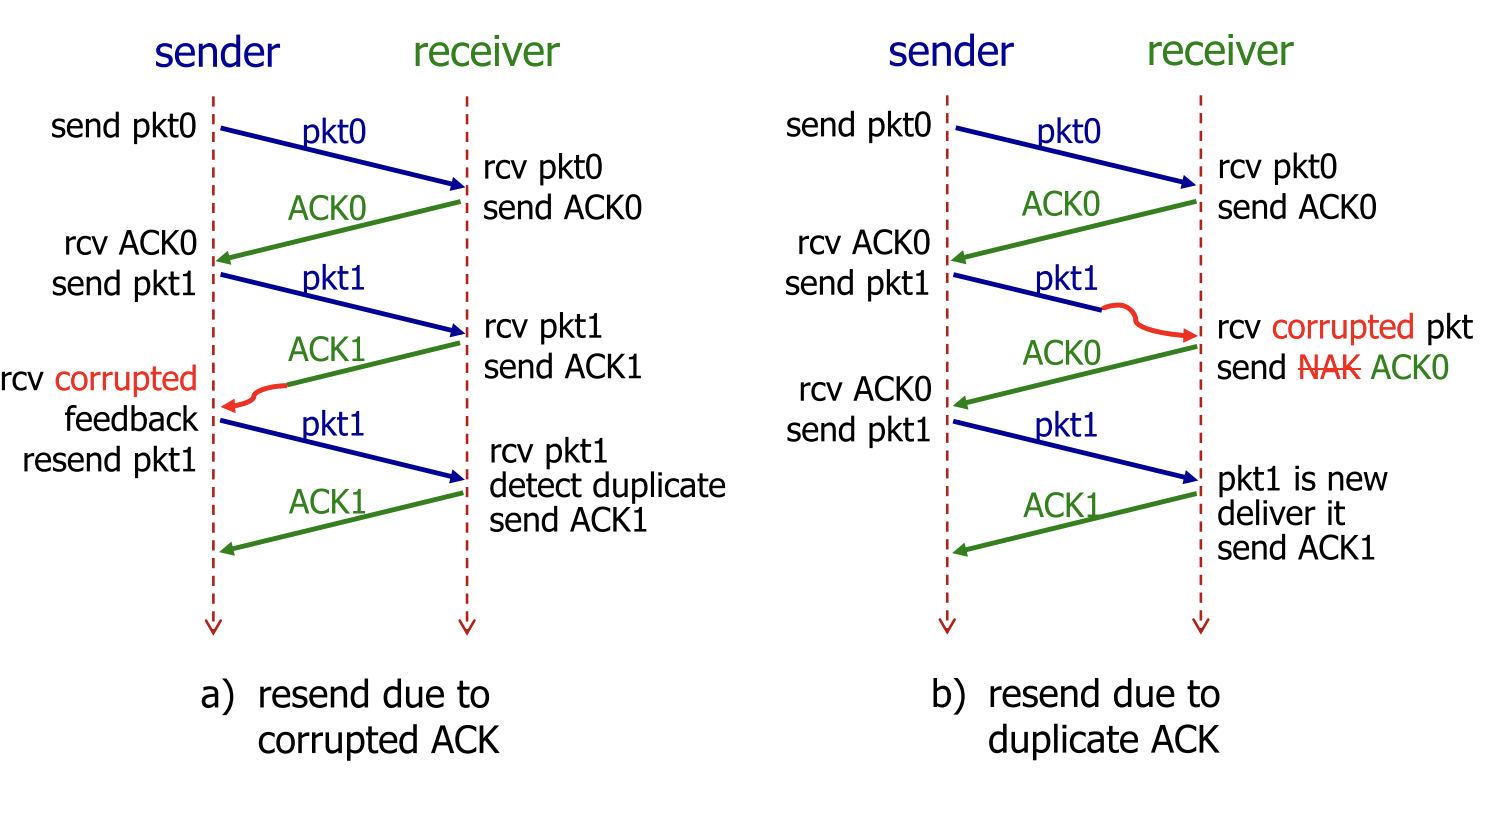 sender
receiver
send pkt0
pkt0
rcv pkt0
send ACK0
ACK0
rcv ACK0
send pkt1
pkt1
rcv pkt1
send ACK1
ACK1
rcv corrupted
feedback
resend pkt1
pkt1
rcv pkt1
detect duplicate
send ACK1
ACK1
a) resend due to
corrupted ACK
sender
receiver
send pkt0
pkt0
rcv pkt0
send ACK0
ACK0
rcv ACK0
send pkt1
pkt1
rcv corrupted pkt
send NAK ACK0
ACK0
rcv ACK0
send pkt1
pkt1
pkt1 is new
deliver it
send ACK1
ACK1
b) resend due to
duplicate ACK